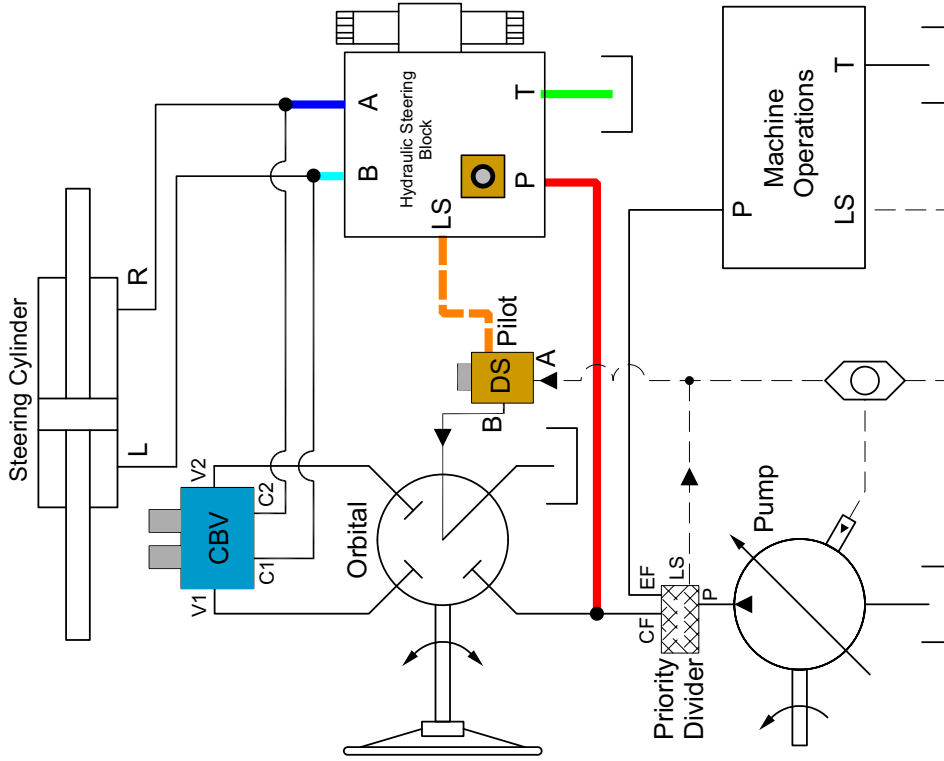 Steering Cylinder
L
R
V1
V2
CBV
C1
C2
Orbital
B
DS
A
Pilot
A
B
Hydraulic Steering
Block
LS
P
T
Machine
Operations
P
LS
T
CF
EF
LS
P
Priority
Divider
Pump